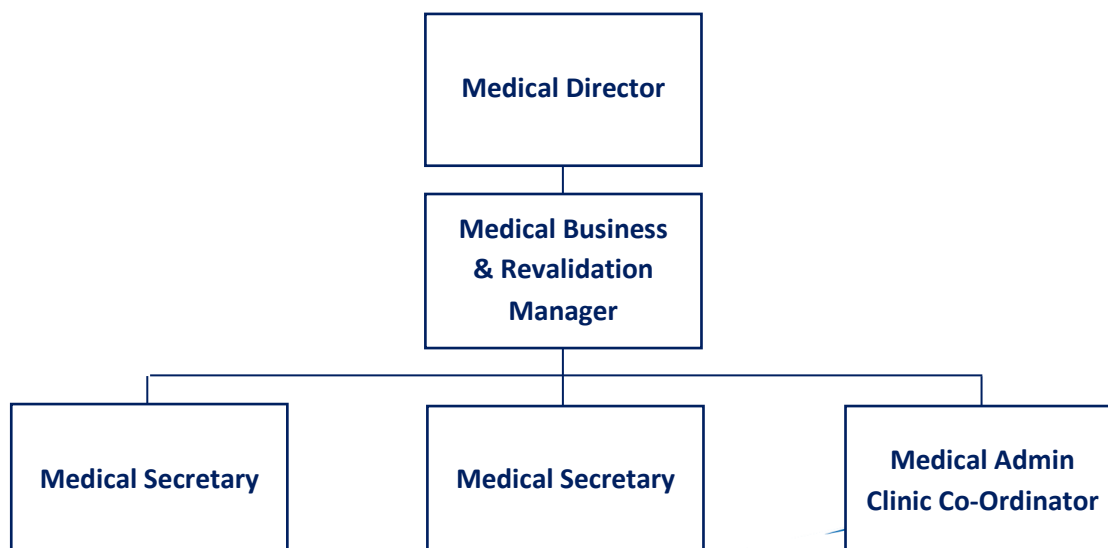 Medical Director
Medical Business
& Revalidation
Manager
Medical Secretary
Medical Secretary
Medical Admin
Clinic Co-Ordinator